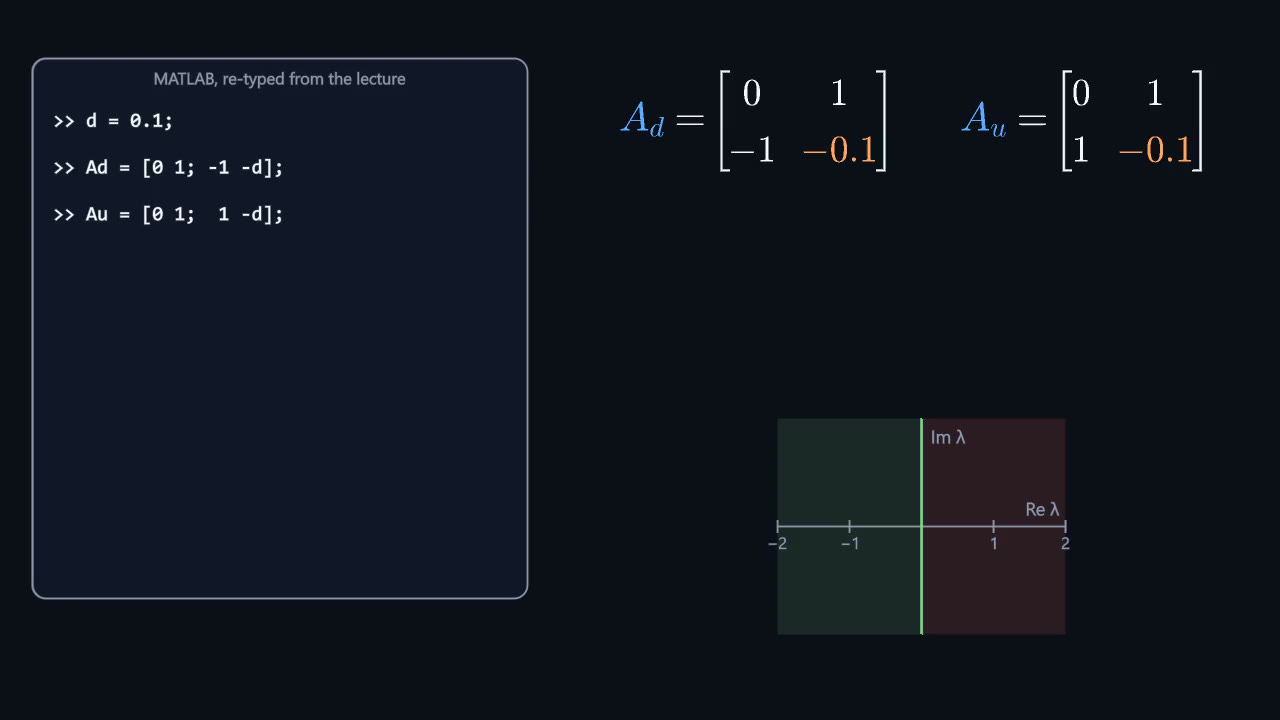 MATLAB, re-typed from the lecture
>> d = 0.1;
>> Ad = [0 1; -1 -d];
>> Au = [0 1;  1 -d];
A_d = [0 1; −1 −0.1]
A_u = [0 1; 1 −0.1]
Im λ
Re λ
−2 −1 1 2